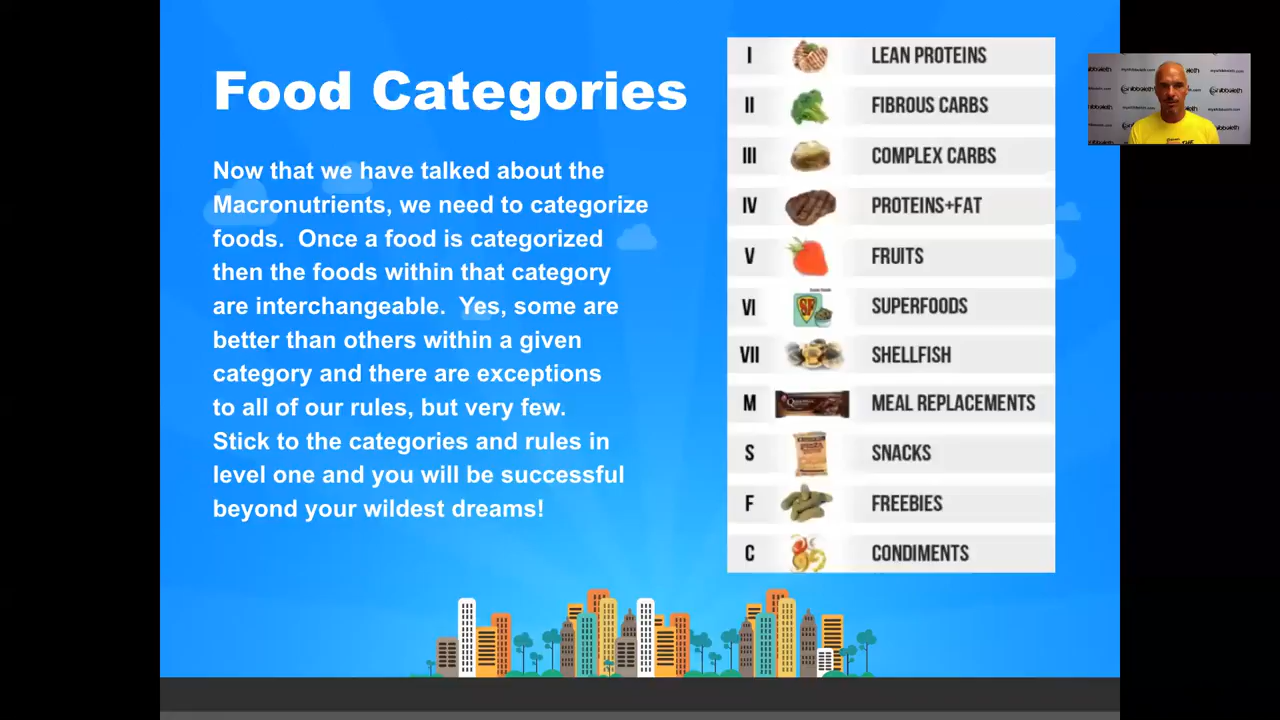 Food Categories
Now that we have talked about the
Macronutrients, we need to categorize
foods.  Once a food is categorized
then the foods within that category
are interchangeable.  Yes, some are
better than others within a given
category and there are exceptions
to all of our rules, but very few.
Stick to the categories and rules in
level one and you will be successful
beyond your wildest dreams!
I LEAN PROTEINS
II FIBROUS CARBS
III COMPLEX CARBS
IV PROTEINS+FAT
V FRUITS
VI SUPERFOODS
VII SHELLFISH
M MEAL REPLACEMENTS
S SNACKS
F FREEBIES
C CONDIMENTS